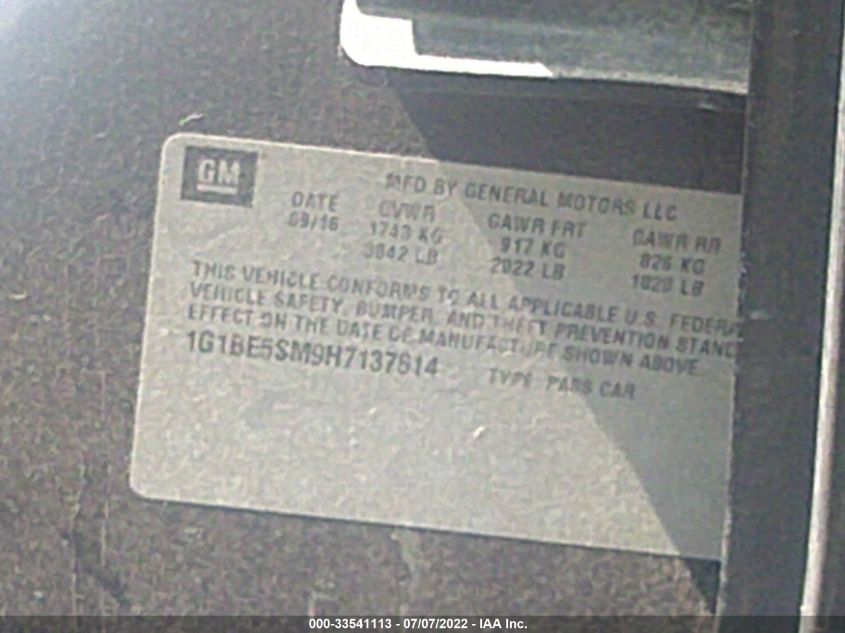 GM
MFD BY GENERAL MOTORS LLC
DATE GVWR GAWR FRT GAWR RR
09/16 1743 KG 917 KG 826 KG
3842 LB 2022 LB 1820 LB
THIS VEHICLE CONFORMS TO ALL APPLICABLE U.S. FEDERA
VEHICLE SAFETY, BUMPER, AND THEFT PREVENTION STAND
EFFECT ON THE DATE OF MANUFACTURE SHOWN ABOVE.
1G1BE5SM9H7137814 TYPE PASS CAR
000-33541113 - 07/07/2022 - IAA Inc.